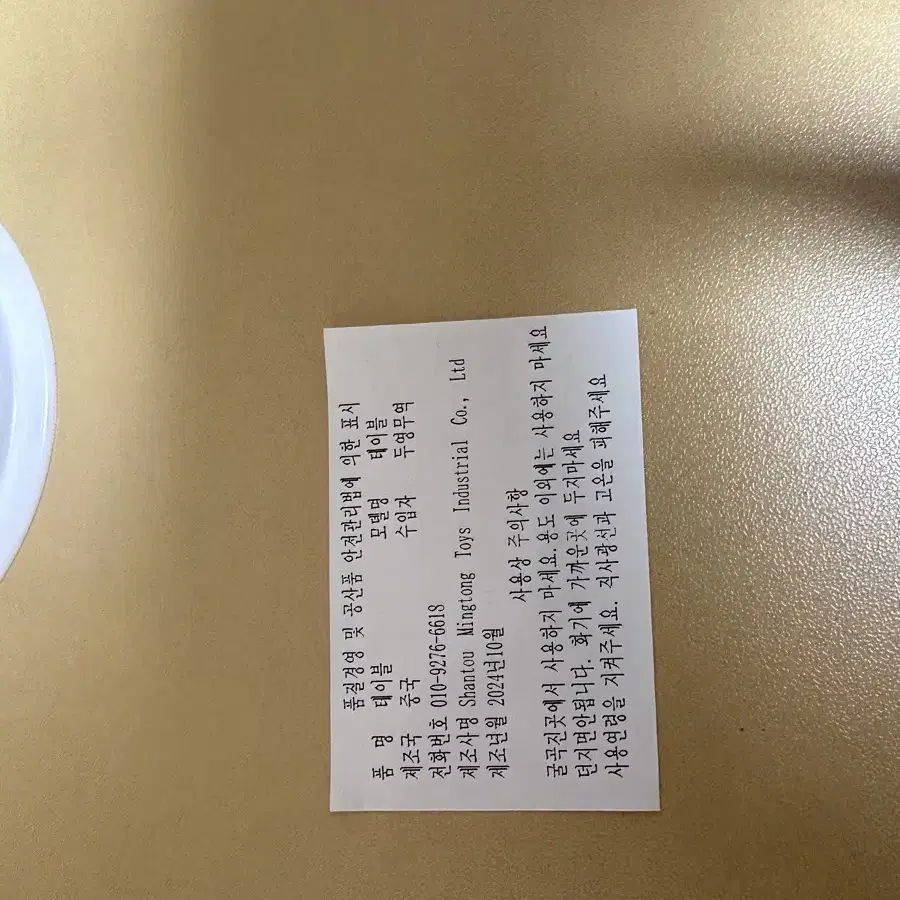 품질경영 및 공산품 안전관리법에 의한 표시
품 명 테이블 모델명 테이블
제조국 중국 수입자 두영무역
전화번호 010-9276-6618
제조사명 Shantou Mingtong Toys Industrial Co., Ltd
제조년월 2024년10월
사용상 주의사항
굴곡진곳에서 사용하지 마세요.용도 이외에는 사용하지 마세요
던지면안됩니다. 화기에 가까운곳에 두지마세요
사용연령을 지켜주세요. 직사광선과 고온을 피해주세요